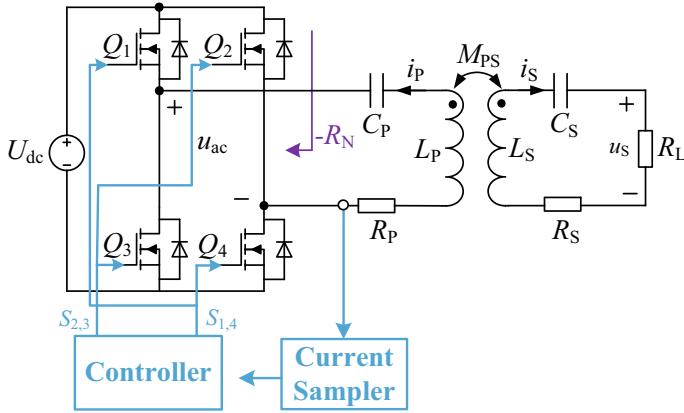 Q1
Q2
MPS
iP
iS
+
CP
CS
+
-RN
Udc
uac
LP
LS
uS
RL
−
−
Q3
Q4
RP
RS
S2,3
S1,4
Controller
Current
Sampler